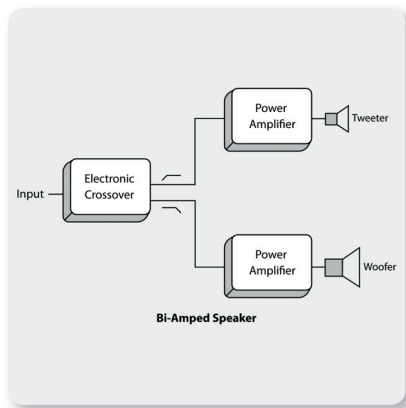 Power
Amplifier
Tweeter
Electronic
Crossover
Input
Power
Amplifier
Woofer
Bi-Amped Speaker